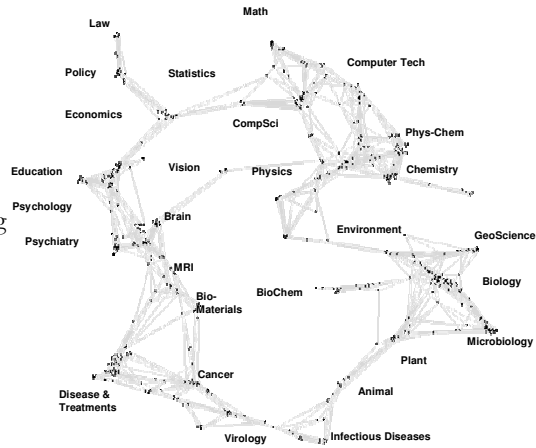 Math
Law
Computer Tech
Policy
Statistics
Economics
CompSci
Phys-Chem
Education
Vision
Physics
Chemistry
Psychology
Brain
g
Environment
GeoScience
Psychiatry
MRI
Biology
BioChem
Bio-
Materials
Microbiology
Plant
Cancer
Animal
Disease &
Treatments
Virology
Infectious Diseases